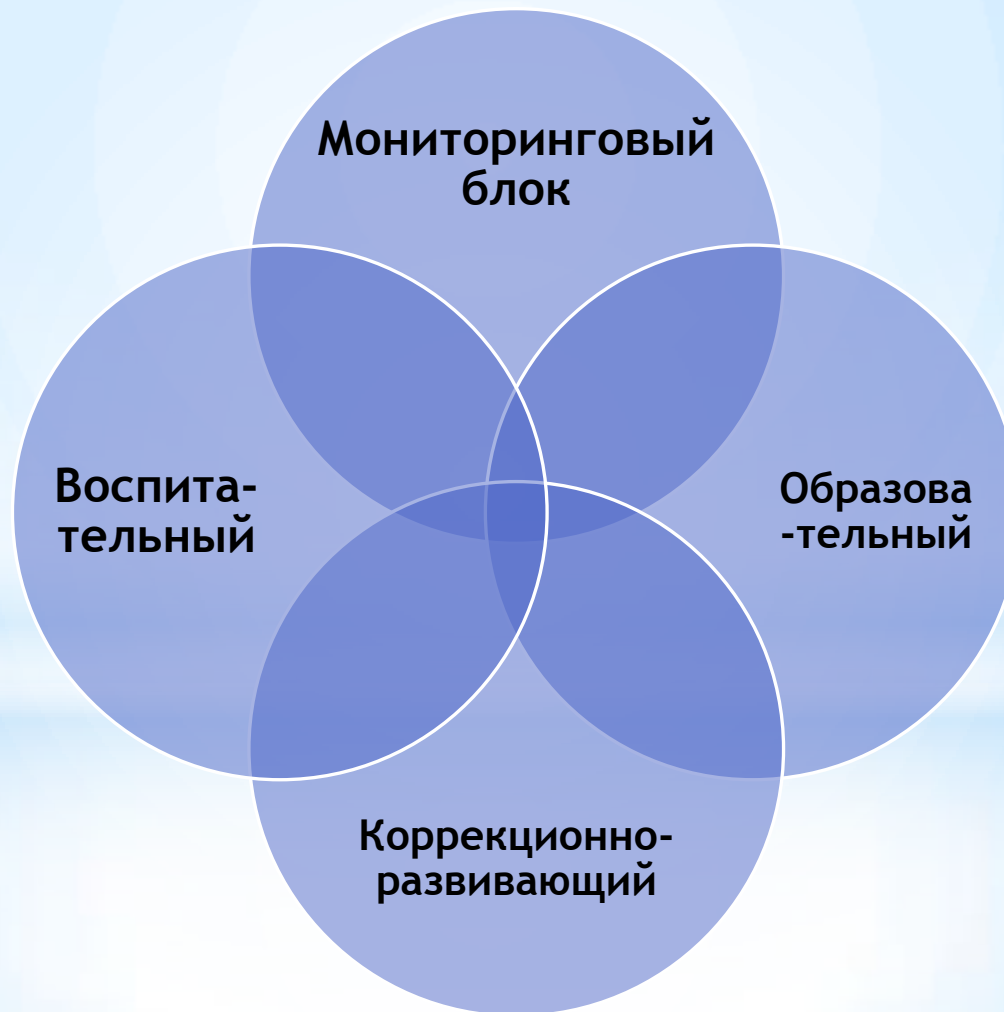 Мониторинговый
блок
Воспита-
тельный
Образова
-тельный
Коррекционно-
развивающий